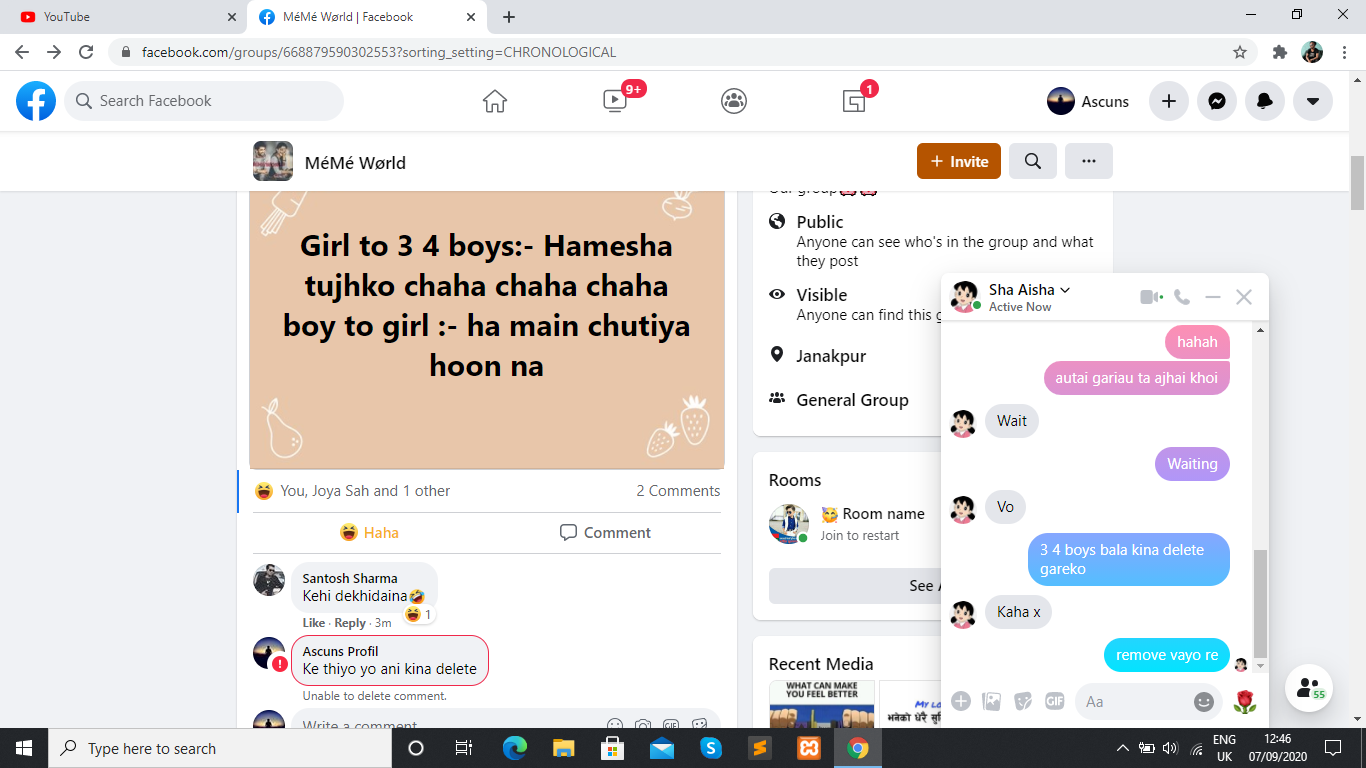 YouTube
MéMé Wørld | Facebook
facebook.com/groups/668879590302553?sorting_setting=CHRONOLOGICAL
Search Facebook
9+
1
Ascuns
MéMé Wørld
+ Invite
Girl to 3 4 boys:- Hamesha
tujhko chaha chaha chaha
boy to girl :- ha main chutiya
hoon na
You, Joya Sah and 1 other
2 Comments
Haha
Comment
Santosh Sharma
Kehi dekhidaina🤣
1
Like · Reply · 3m
Ascuns Profil
Ke thiyo yo ani kina delete
Unable to delete comment.
Write a comment
GIF
Our group
Public
Anyone can see who's in the group and what
they post
Visible
Anyone can find this g
Janakpur
General Group
Rooms
🥳 Room name
Join to restart
See A
Recent Media
WHAT CAN MAKE
YOU FEEL BETTER
MY LO
भनेको धेरै
Sha Aisha
Active Now
hahah
autai gariau ta ajhai khoi
Wait
Waiting
Vo
3 4 boys bala kina delete
gareko
Kaha x
remove vayo re
GIF
Aa
55
Type here to search
ENG
UK
12:46
07/09/2020